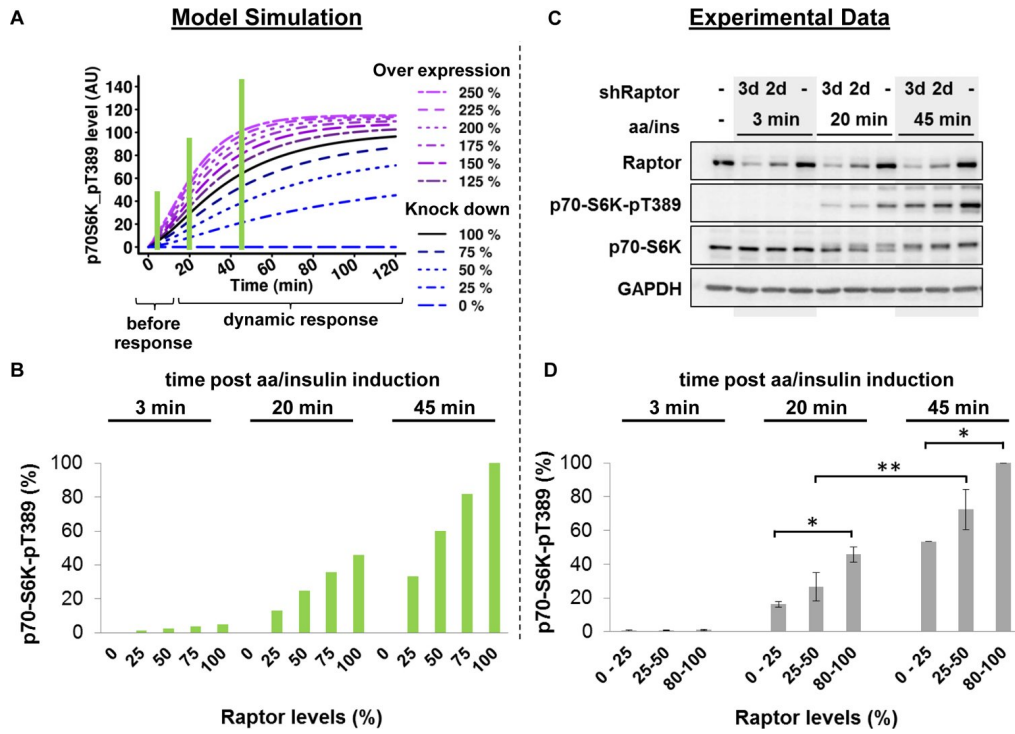 A
Model Simulation
p70S6K_pT389 level (AU)
140
120
100
80
60
40
20
0
0 20 40 60 80 100 120
Time (min)
before response
dynamic response
Over expression
250 %
225 %
200 %
175 %
150 %
125 %
Knock down
100 %
75 %
50 %
25 %
0 %
C
Experimental Data
shRaptor - 3d 2d - 3d 2d - 3d 2d -
aa/ins - 3 min 20 min 45 min
Raptor
p70-S6K-pT389
p70-S6K
GAPDH
B
time post aa/insulin induction
3 min 20 min 45 min
p70-S6K-pT389 (%)
100
80
60
40
20
0
0 25 50 75 100 0 25 50 75 100 0 25 50 75 100
Raptor levels (%)
D
time post aa/insulin induction
3 min 20 min 45 min
* ** *
p70-S6K-pT389 (%)
100
80
60
40
20
0
0 - 25 25-50 80-100 0 - 25 25-50 80-100 0 - 25 25-50 80-100
Raptor levels (%)